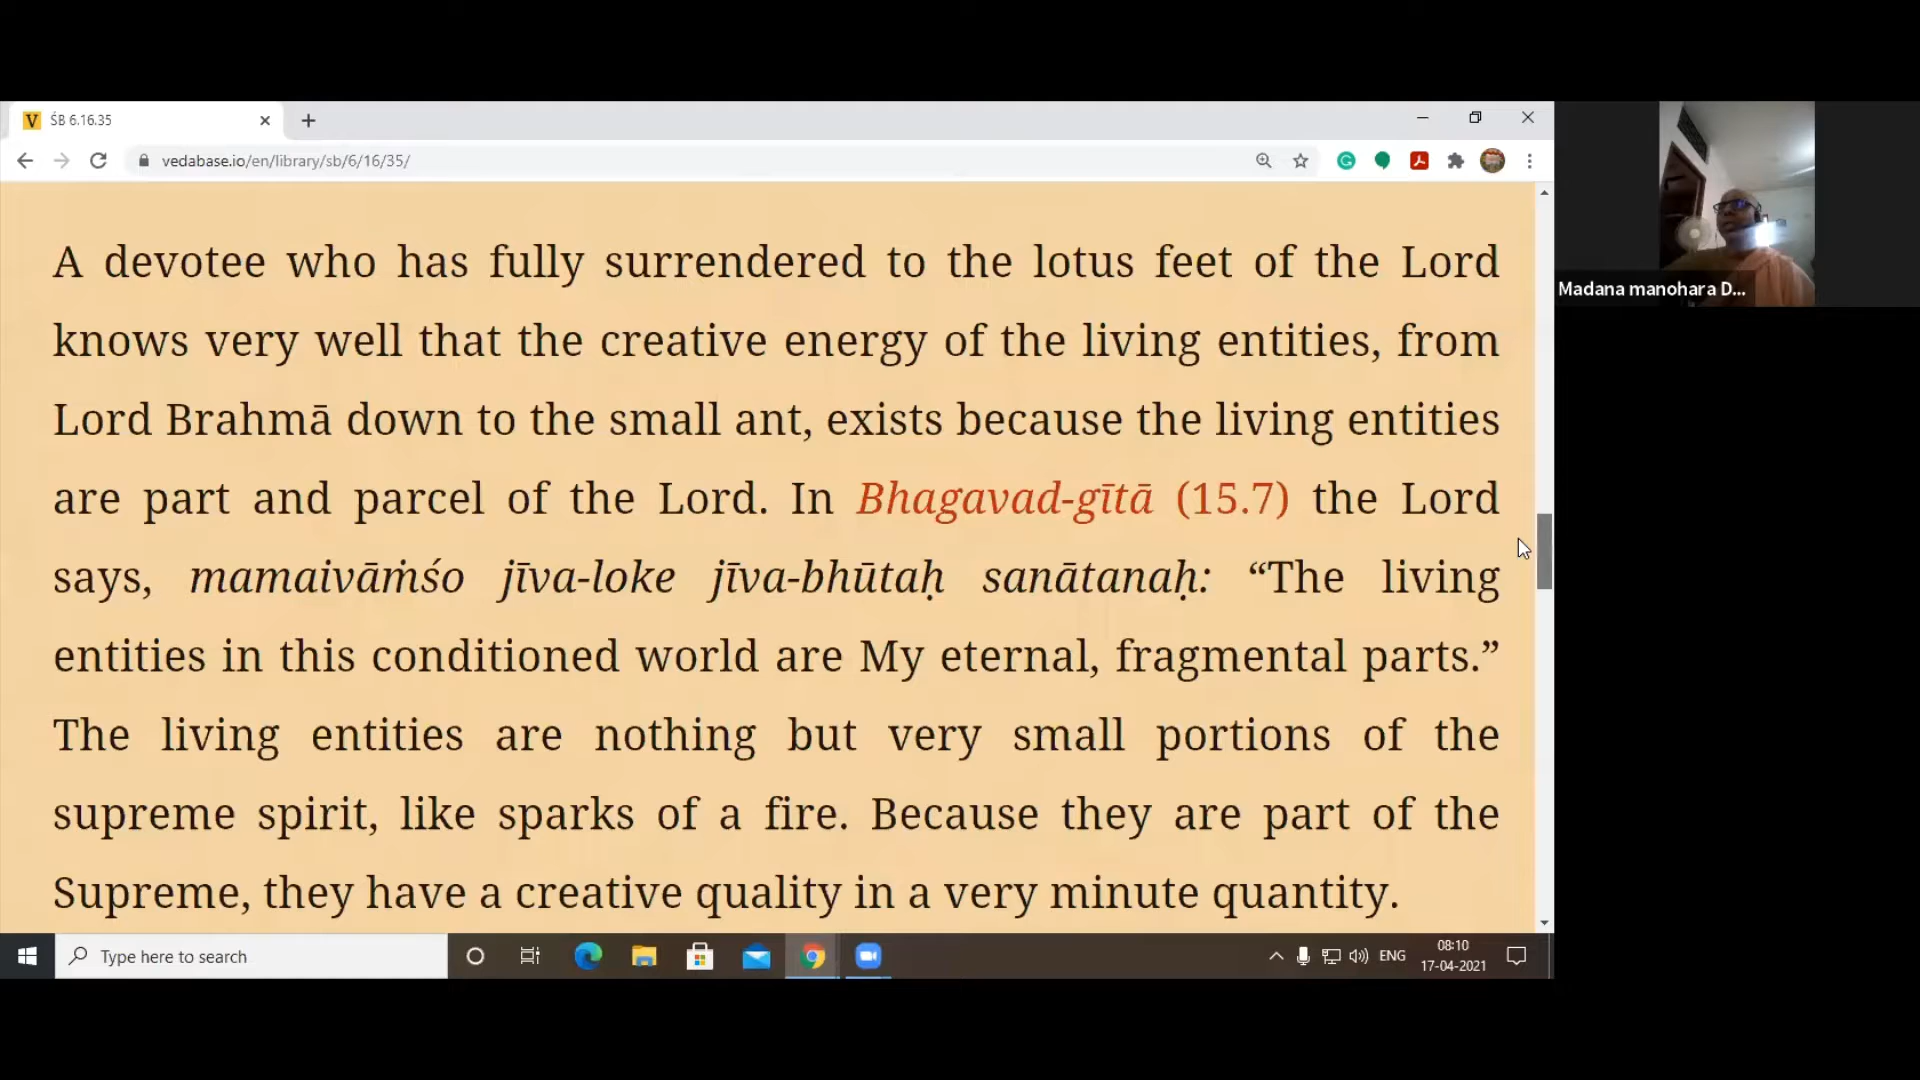 ŚB 6.16.35
vedabase.io/en/library/sb/6/16/35/
A devotee who has fully surrendered to the lotus feet of the Lord
knows very well that the creative energy of the living entities, from
Lord Brahmā down to the small ant, exists because the living entities
are part and parcel of the Lord. In Bhagavad-gītā (15.7) the Lord
says, mamaivāṁśo jīva-loke jīva-bhūtaḥ sanātanaḥ: “The living
entities in this conditioned world are My eternal, fragmental parts.”
The living entities are nothing but very small portions of the
supreme spirit, like sparks of a fire. Because they are part of the
Supreme, they have a creative quality in a very minute quantity.
Madana manohara D...
Type here to search
ENG
08:10
17-04-2021